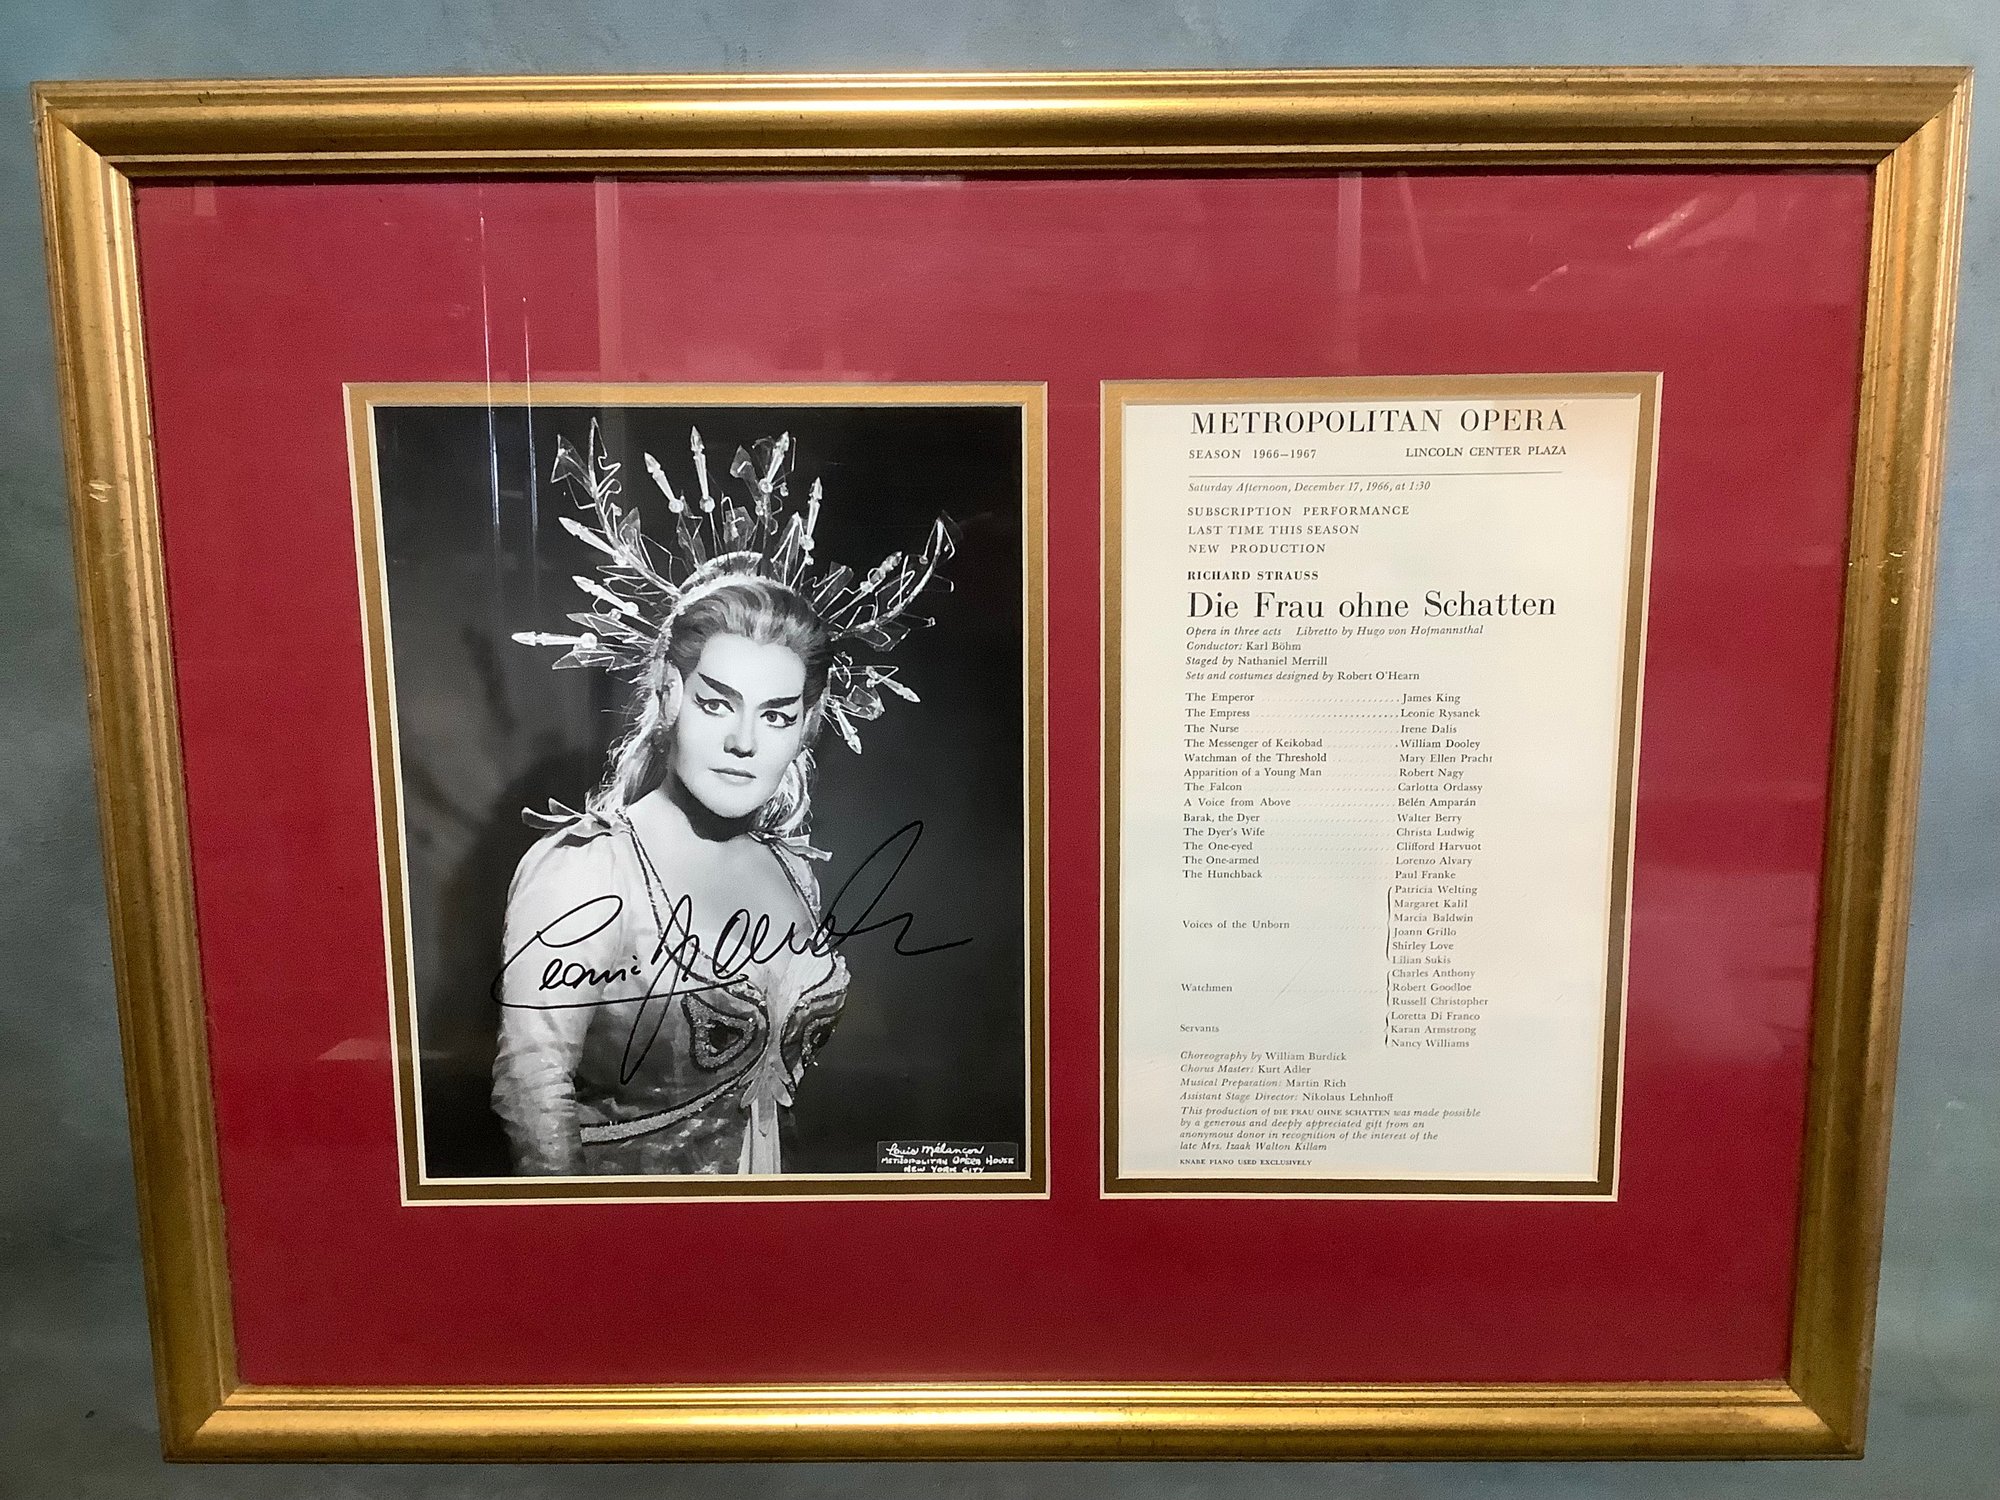 Leonie Rysanek
Louis Mélançon
METROPOLITAN OPERA HOUSE
NEW YORK CITY
METROPOLITAN OPERA
SEASON 1966–1967 LINCOLN CENTER PLAZA
Saturday Afternoon, December 17, 1966, at 1:30
SUBSCRIPTION PERFORMANCE
LAST TIME THIS SEASON
NEW PRODUCTION
RICHARD STRAUSS
Die Frau ohne Schatten
Opera in three acts Libretto by Hugo von Hofmannsthal
Conductor: Karl Böhm
Staged by Nathaniel Merrill
Sets and costumes designed by Robert O'Hearn
The Emperor James King
The Empress Leonie Rysanek
The Nurse Irene Dalis
The Messenger of Keikobad William Dooley
Watchman of the Threshold Mary Ellen Pracht
Apparition of a Young Man Robert Nagy
The Falcon Carlotta Ordassy
A Voice from Above Belén Amparán
Barak, the Dyer Walter Berry
The Dyer's Wife Christa Ludwig
The One-eyed Clifford Harvuot
The One-armed Lorenzo Alvary
The Hunchback Paul Franke
Voices of the Unborn
Patricia Welting
Margaret Kalil
Marcia Baldwin
Joann Grillo
Shirley Love
Lilian Sukis
Watchmen
Charles Anthony
Robert Goodloe
Russell Christopher
Servants
Loretta Di Franco
Karan Armstrong
Nancy Williams
Choreography by William Burdick
Chorus Master: Kurt Adler
Musical Preparation: Martin Rich
Assistant Stage Director: Nikolaus Lehnhoff
This production of DIE FRAU OHNE SCHATTEN was made possible
by a generous and deeply appreciated gift from an
anonymous donor in recognition of the interest of the
late Mrs. Izaak Walton Killam
KNABE PIANO USED EXCLUSIVELY